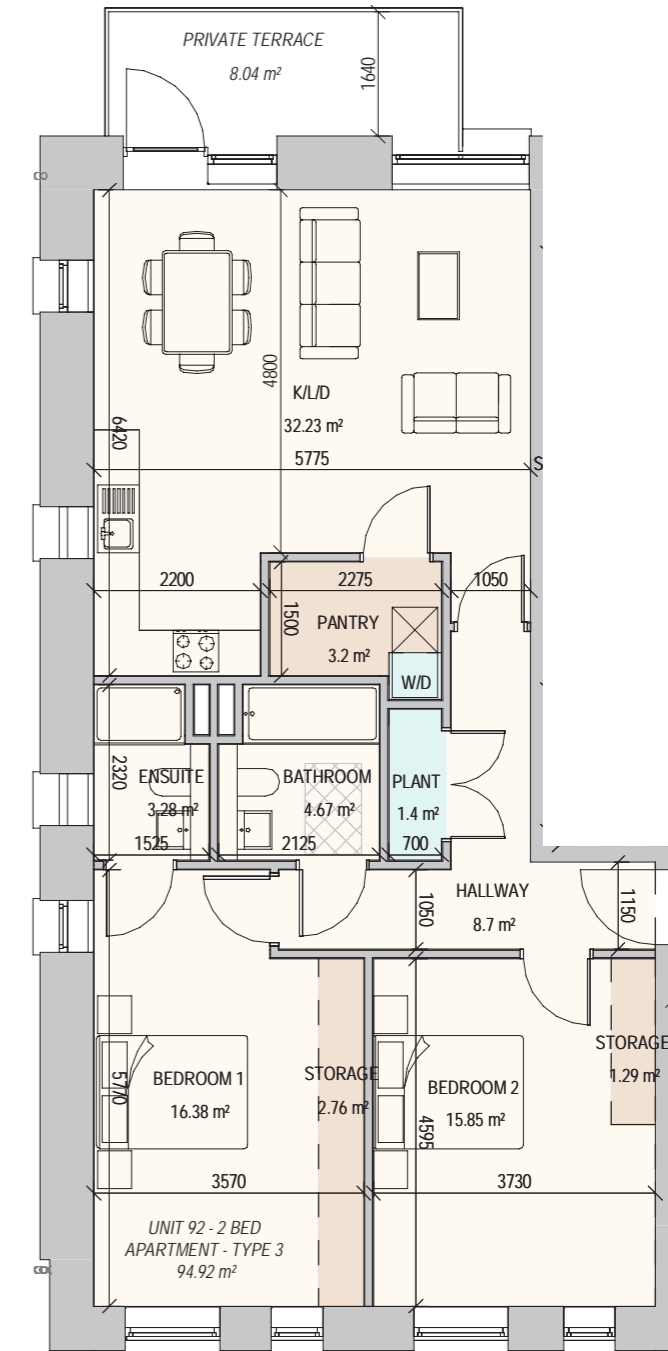 PRIVATE TERRACE
8.04 m²
1640
4800
K/L/D
32.23 m²
6420
5775
S
2200
2275
1050
1500
PANTRY
3.2 m²
W/D
2320
ENSUITE
3.28 m²
1525
BATHROOM
4.67 m²
2125
PLANT
1.4 m²
700
HALLWAY
8.7 m²
1050
1150
BEDROOM 1
16.38 m²
5770
STORAGE
2.76 m²
BEDROOM 2
15.85 m²
4595
STORAGE
1.29 m²
3570
3730
UNIT 92 - 2 BED
APARTMENT - TYPE 3
94.92 m²